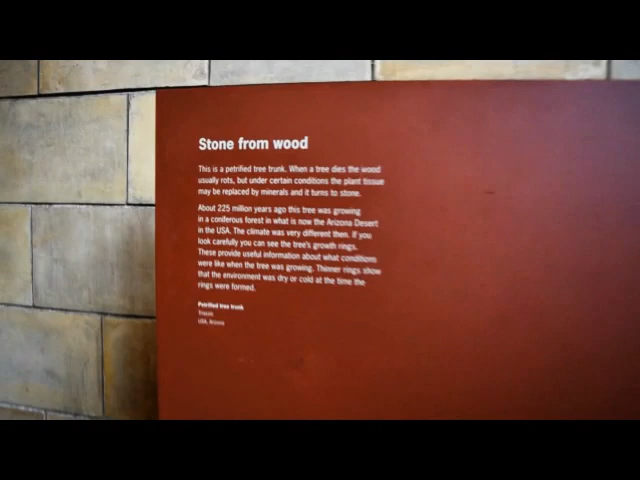 Stone from wood
This is a petrified tree trunk. When a tree dies the wood
usually rots, but under certain conditions the plant tissue
may be replaced by minerals and it turns to stone.
About 225 million years ago this tree was growing
in a coniferous forest in what is now the Arizona Desert
in the USA. The climate was very different then. If you
look carefully you can see the tree's growth rings.
These provide useful information about what conditions
were like when the tree was growing. Thinner rings show
that the environment was dry or cold at the time the
rings were formed.
Petrified tree trunk
Triassic
USA, Arizona